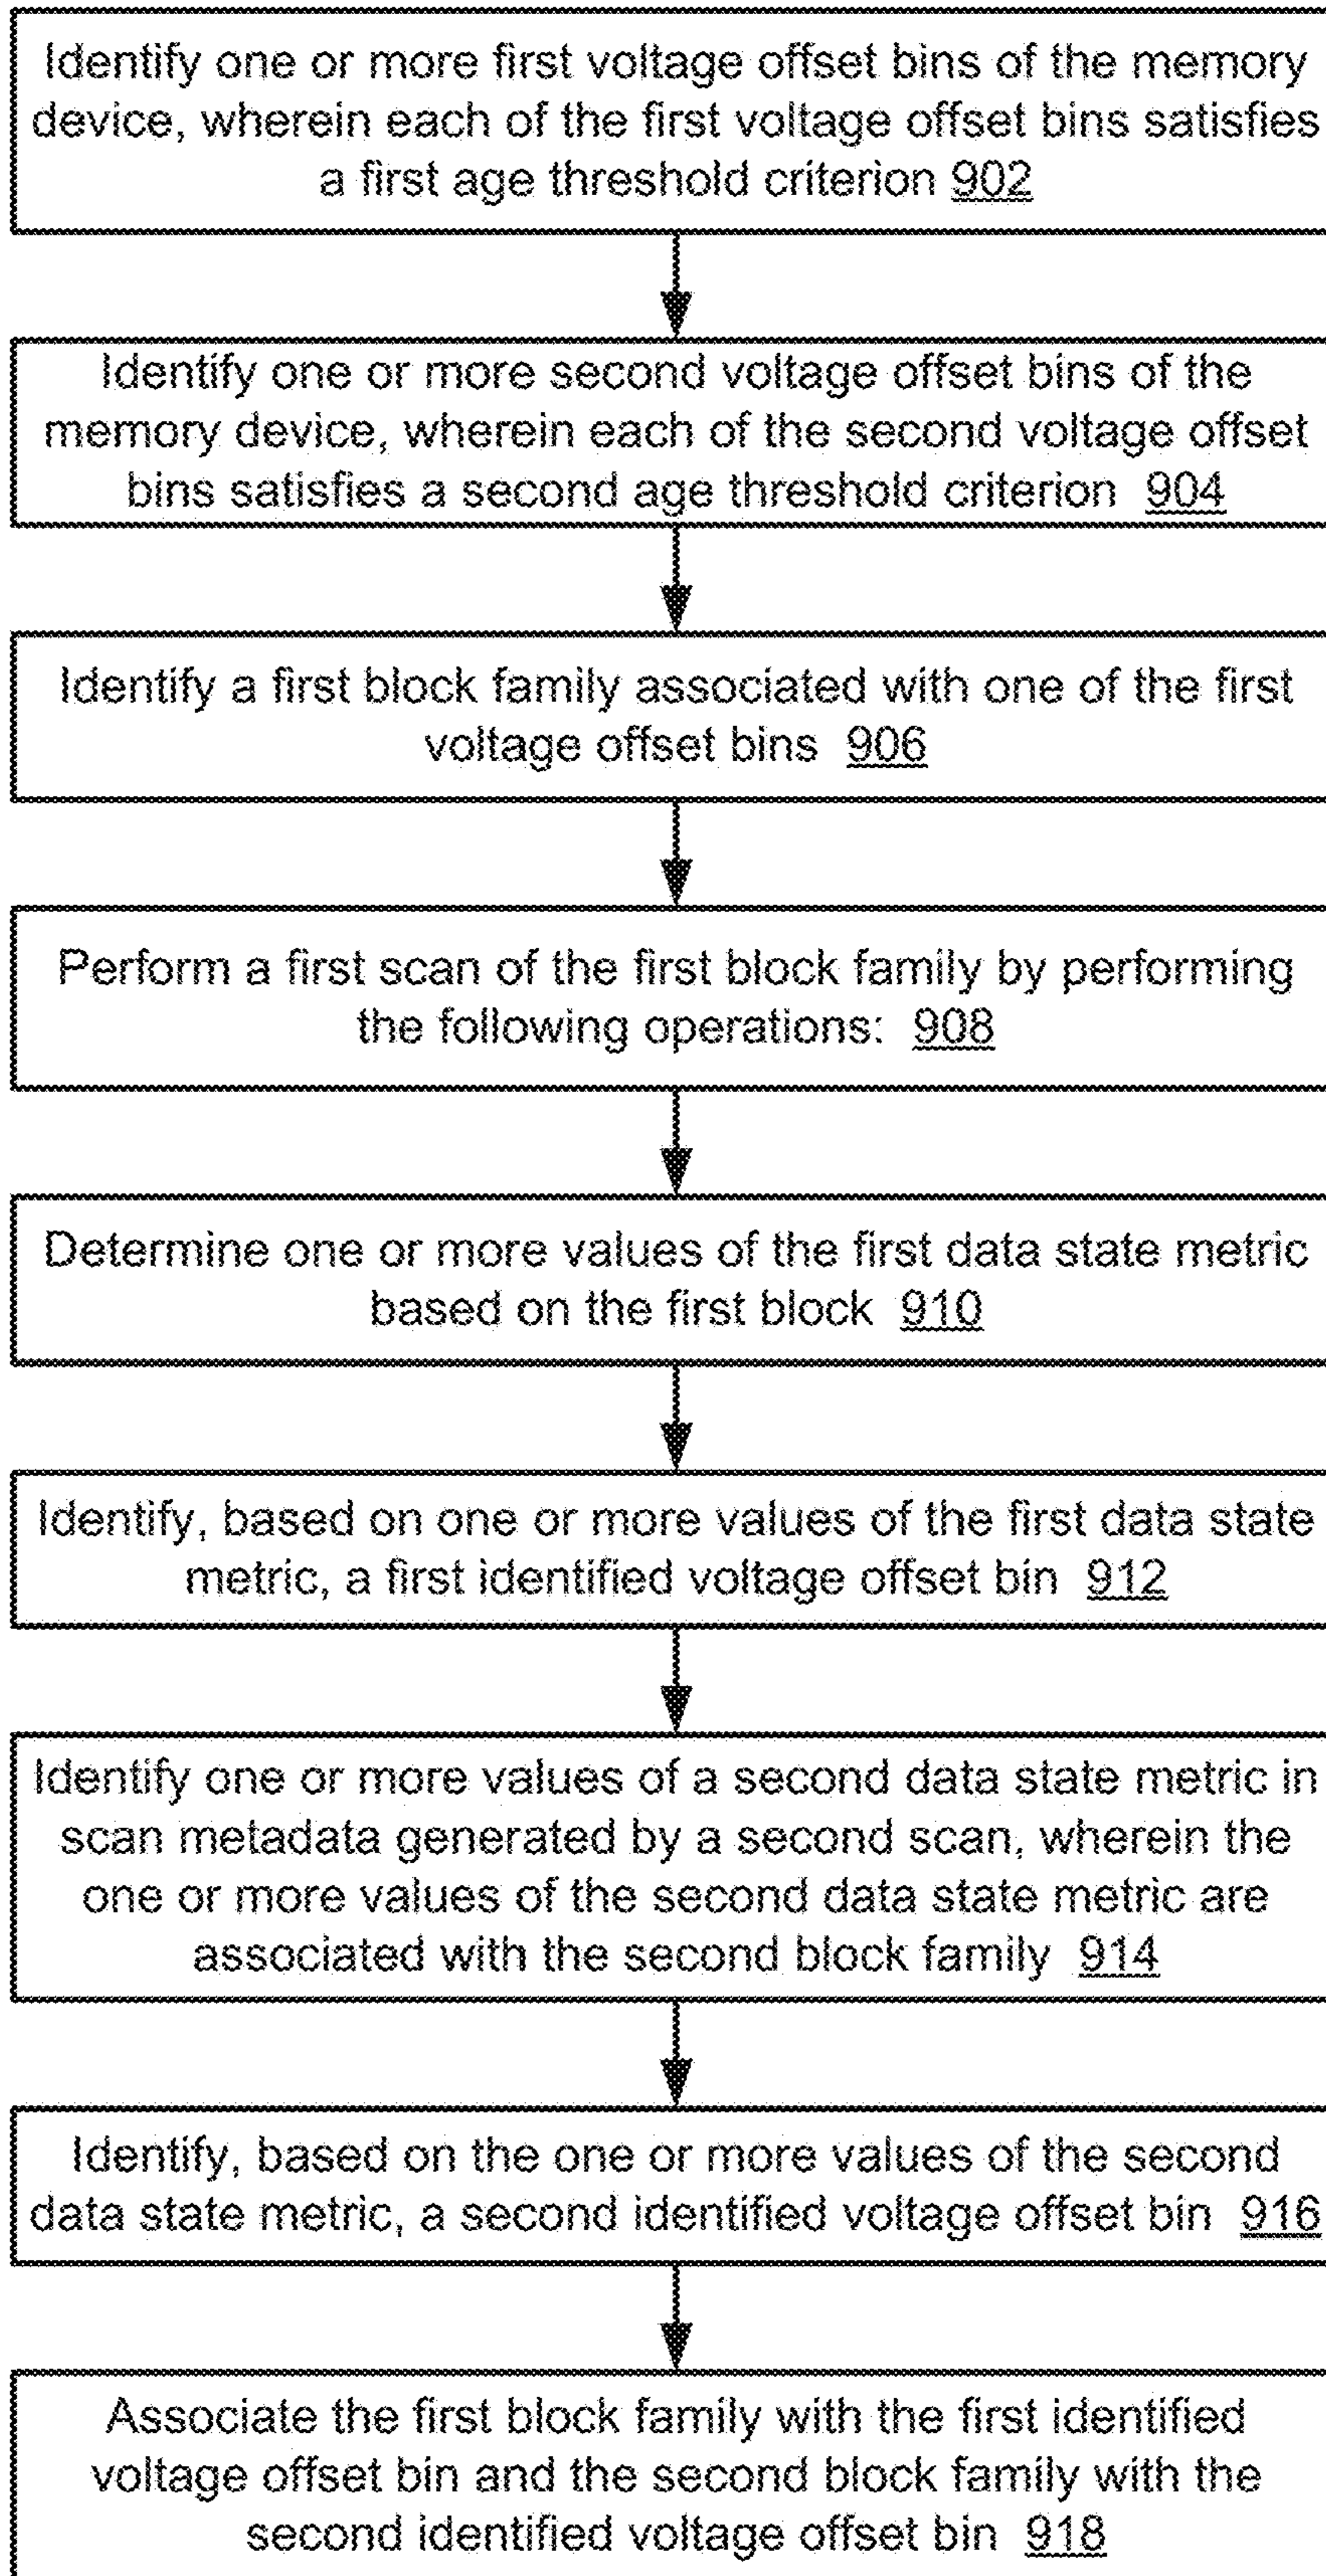 Identify one or more first voltage offset bins of the memory
device, wherein each of the first voltage offset bins satisfies
a first age threshold criterion 902
Identify one or more second voltage offset bins of the
memory device, wherein each of the second voltage offset
bins satisfies a second age threshold criterion 904
Identify a first block family associated with one of the first
voltage offset bins 906
Perform a first scan of the first block family by performing
the following operations: 908
Determine one or more values of the first data state metric
based on the first block 910
Identify, based on one or more values of the first data state
metric, a first identified voltage offset bin 912
Identify one or more values of a second data state metric in
scan metadata generated by a second scan, wherein the
one or more values of the second data state metric are
associated with the second block family 914
Identify, based on the one or more values of the second
data state metric, a second identified voltage offset bin 916
Associate the first block family with the first identified
voltage offset bin and the second block family with the
second identified voltage offset bin 918